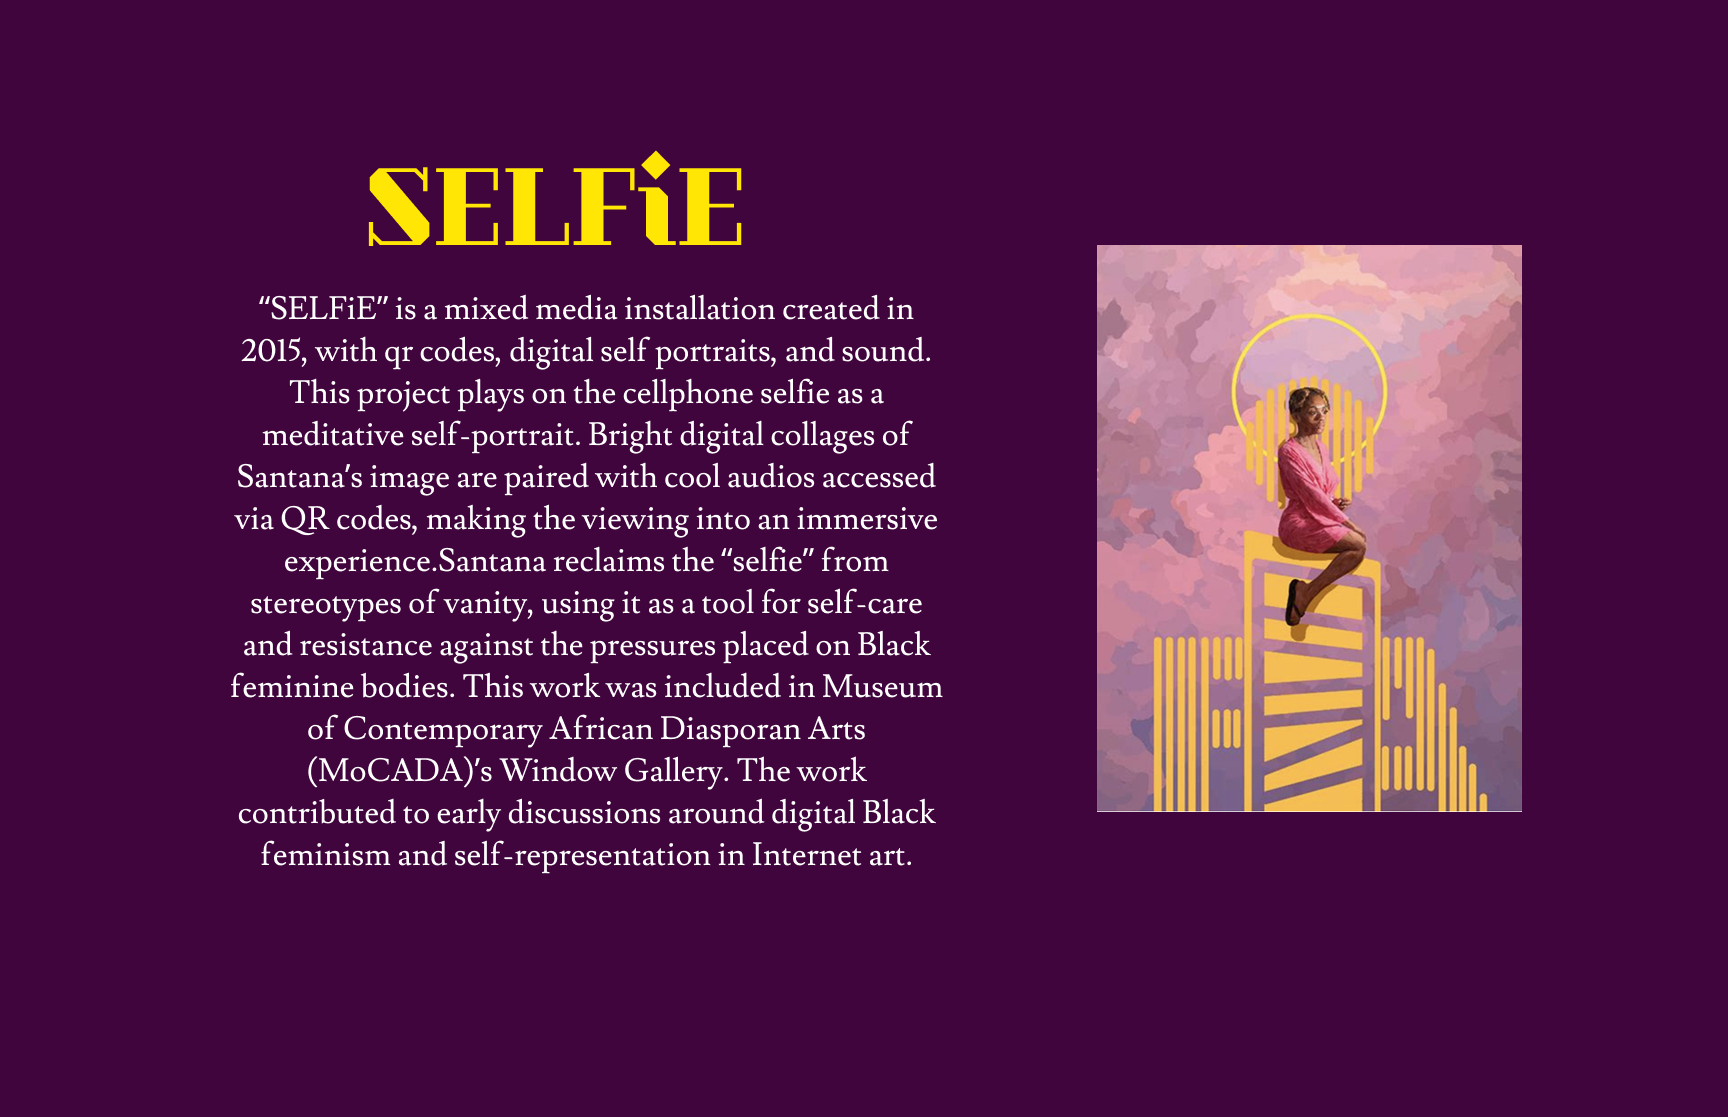 SELFiE
“SELFiE” is a mixed media installation created in
2015, with qr codes, digital self portraits, and sound.
This project plays on the cellphone selfie as a
meditative self-portrait. Bright digital collages of
Santana’s image are paired with cool audios accessed
via QR codes, making the viewing into an immersive
experience.Santana reclaims the “selfie” from
stereotypes of vanity, using it as a tool for self-care
and resistance against the pressures placed on Black
feminine bodies. This work was included in Museum
of Contemporary African Diasporan Arts
(MoCADA)’s Window Gallery. The work
contributed to early discussions around digital Black
feminism and self-representation in Internet art.